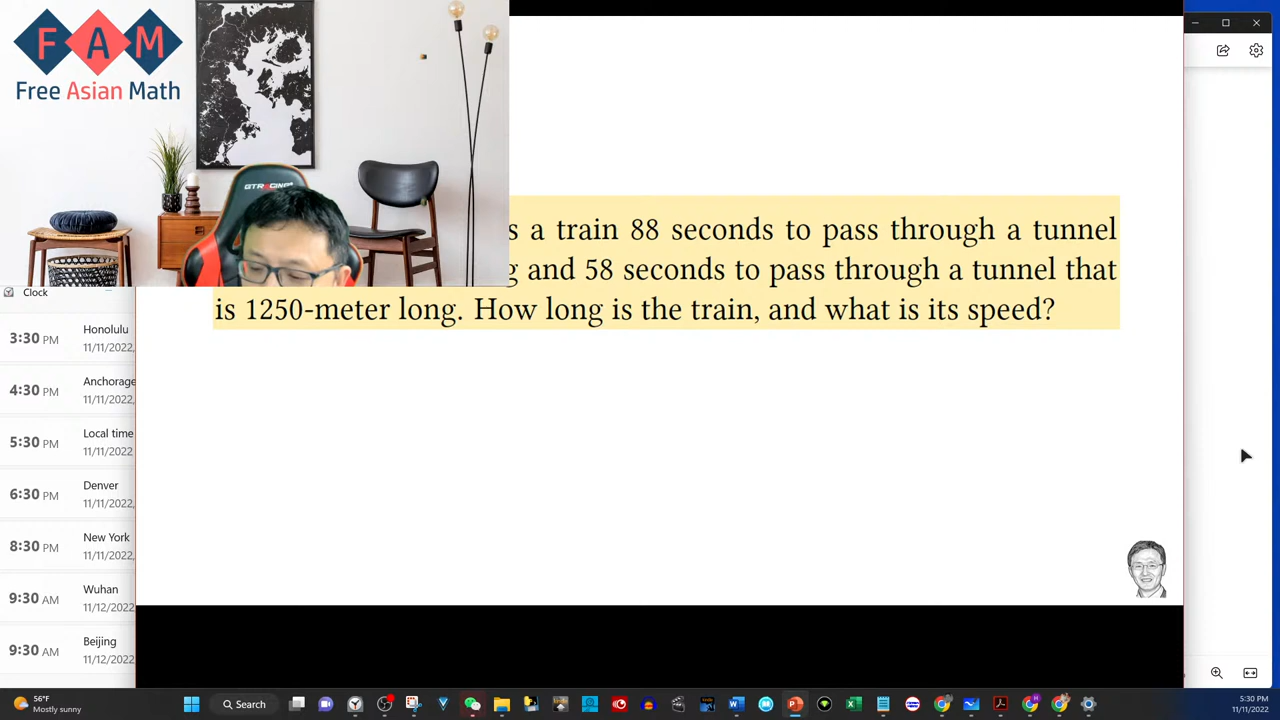 FAM
Free Asian Math
GTRACING
s a train 88 seconds to pass through a tunnel
g and 58 seconds to pass through a tunnel that
is 1250-meter long. How long is the train, and what is its speed?
Clock
3:30 PM Honolulu
11/11/2022,
4:30 PM Anchorage
11/11/2022,
5:30 PM Local time
11/11/2022
6:30 PM Denver
11/11/2022,
8:30 PM New York
11/11/2022,
9:30 AM Wuhan
11/12/2022
9:30 AM Beijing
11/12/2022,
56°F
Mostly sunny
Search
5:30 PM
11/11/2022